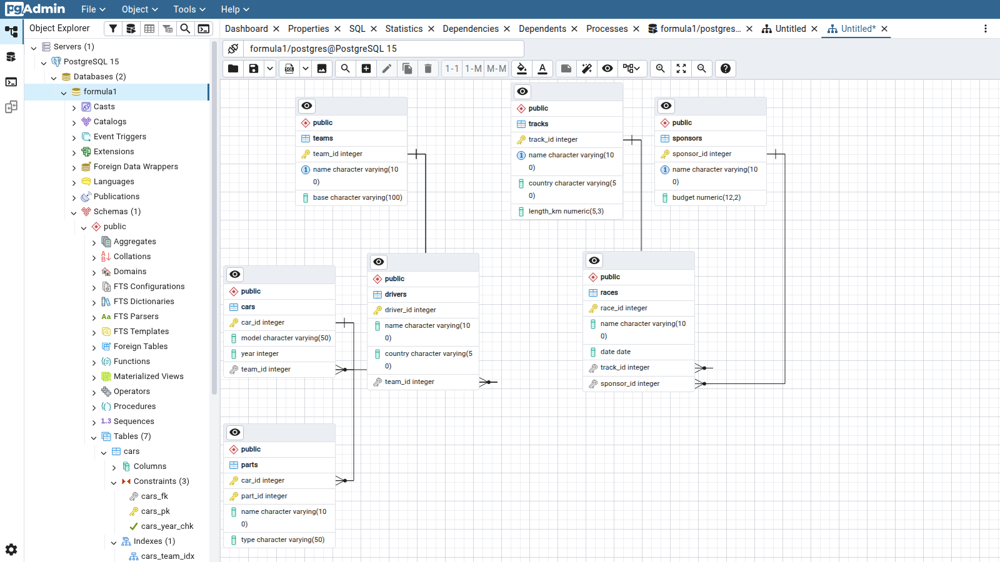 pgAdmin File Object Tools Help
Object Explorer
Dashboard Properties SQL Statistics Dependencies Dependents Processes formula1/postgres... Untitled Untitled*
formula1/postgres@PostgreSQL 15
SQL 1-1 1-M M-M A
Servers (1)
PostgreSQL 15
Databases (2)
formula1
Casts
Catalogs
Event Triggers
Extensions
Foreign Data Wrappers
Languages
Publications
Schemas (1)
public
Aggregates
Collations
Domains
FTS Configurations
FTS Dictionaries
Aa FTS Parsers
FTS Templates
Foreign Tables
Functions
Materialized Views
Operators
Procedures
1..3 Sequences
Tables (7)
cars
Columns
Constraints (3)
cars_fk
cars_pk
cars_year_chk
Indexes (1)
cars_team_idx
public
teams
team_id integer
1 name character varying(10
0)
base character varying(100)
public
tracks
track_id integer
1 name character varying(10
0)
country character varying(5
0)
length_km numeric(5,3)
public
sponsors
sponsor_id integer
1 name character varying(10
0)
budget numeric(12,2)
public
cars
car_id integer
model character varying(50)
year integer
team_id integer
public
drivers
driver_id integer
name character varying(10
0)
country character varying(5
0)
team_id integer
public
races
race_id integer
name character varying(10
0)
date date
track_id integer
sponsor_id integer
public
parts
car_id integer
part_id integer
name character varying(10
0)
type character varying(50)